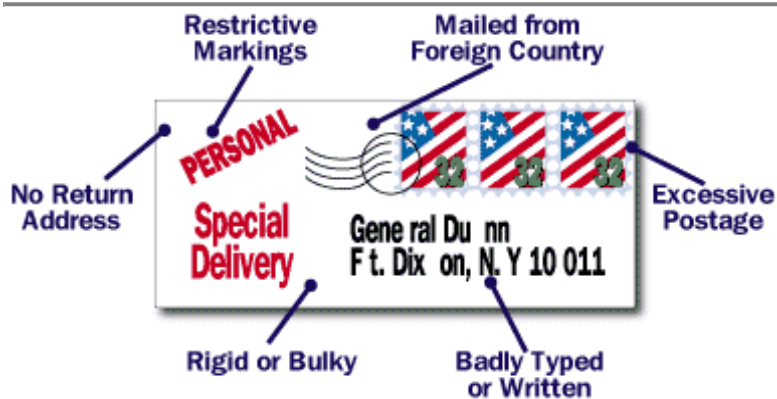 Restrictive
Markings
Mailed from
Foreign Country
PERSONAL
32
32
32
No Return
Address
Excessive
Postage
Special
Delivery
Gene ral Du nn
F t. Dix on, N. Y 10 011
Rigid or Bulky
Badly Typed
or Written